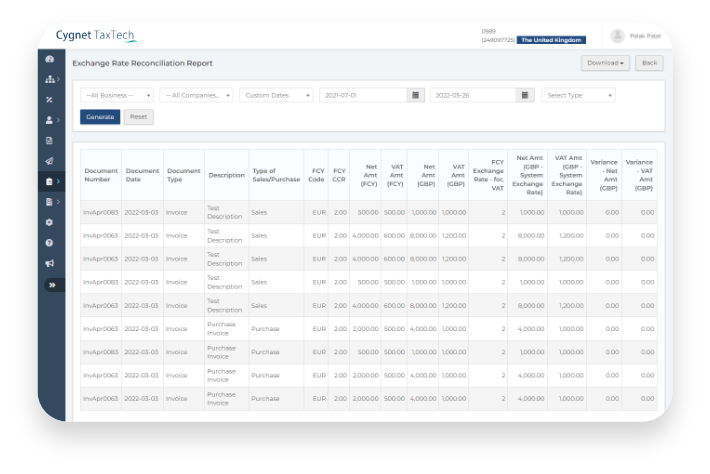 Cygnet TaxTech
0989
(249097725) The United Kingdom
Palak Patel
Exchange Rate Reconciliation Report
Download Back
--All Business -- -- All Companies... Custom Dates 2021-07-01 2022-05-26 Select Type
Generate Reset
Document Number Document Date Document Type Description Type of Sales/Purchase FCY Code FCY CCR Net Amt (FCY) VAT Amt (FCY) Net Amt (GBP) VAT Amt (GBP) FCY Exchange Rate - for, VAT Net Amt (GBP - System Exchange Rate) VAT Amt (GBP - System Exchange Rate) Variance - Net Amt (GBP) Variance - VAT Amt (GBP)
InvApr0083 2022-03-03 Invoice Test Description Sales EUR 2.00 500.00 500.00 1,000.00 1,000.00 2 1,000.00 1,000.00 0.00 0.00
InvApr0063 2022-03-03 Invoice Test Description Sales EUR 2.00 4,000.00 600.00 8,000.00 1,200.00 2 8,000.00 1,200.00 0.00 0.00
InvApr0063 2022-03-03 Invoice Test Description Sales EUR 2.00 4,000.00 600.00 8,000.00 1,200.00 2 8,000.00 1,200.00 0.00 0.00
InvApr0083 2022-03-03 Invoice Test Description Sales EUR 2.00 500.00 500.00 1,000.00 1,000.00 2 1,000.00 1,000.00 0.00 0.00
InvApr0063 2022-03-03 Invoice Test Description Sales EUR 2.00 4,000.00 600.00 8,000.00 1,200.00 2 8,000.00 1,200.00 0.00 0.00
InvApr0063 2022-03-03 Invoice Purchase Invoice Purchase EUR 2.00 2,000.00 500.00 4,000.00 1,000.00 2 4,000.00 1,000.00 0.00 0.00
InvApr0083 2022-03-03 Invoice Purchase Invoice Purchase EUR 2.00 500.00 500.00 1,000.00 1,000.00 2 1,000.00 1,000.00 0.00 0.00
InvApr0063 2022-03-03 Invoice Purchase Invoice Purchase EUR 2.00 2,000.00 500.00 4,000.00 1,000.00 2 4,000.00 1,000.00 0.00 0.00
InvApr0063 2022-03-03 Invoice Purchase Invoice Purchase EUR 2.00 2,000.00 500.00 4,000.00 1,000.00 2 4,000.00 1,000.00 0.00 0.00